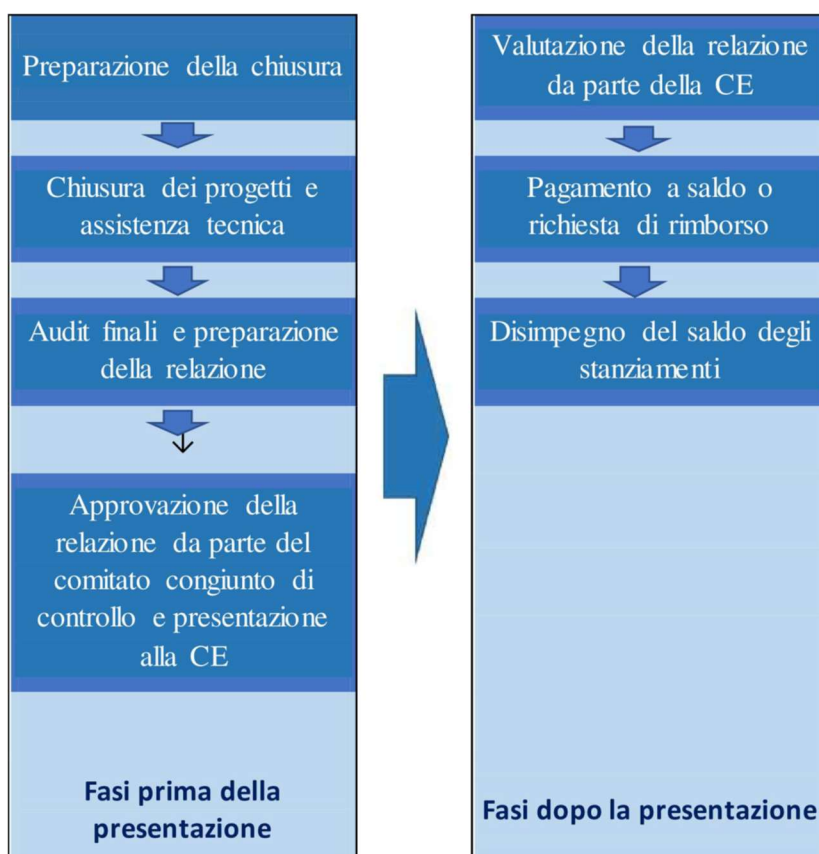 Preparazione della chiusura
Chiusura dei progetti e
assistenza tecnica
Audit finali e preparazione
della relazione
Approvazione della
relazione da parte del
comitato congiunto di
controllo e presentazione
alla CE
Fasi prima della
presentazione
Valutazione della relazione
da parte della CE
Pagamento a saldo o
richiesta di rimborso
Disimpegno del saldo degli
stanziamenti
Fasi dopo la presentazione